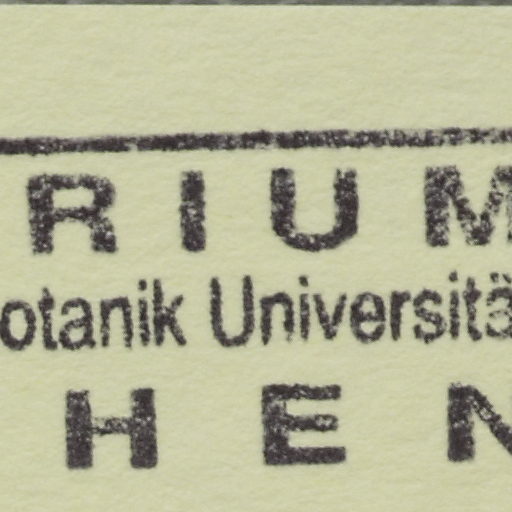 R I U M
otanik Universitä
H E N